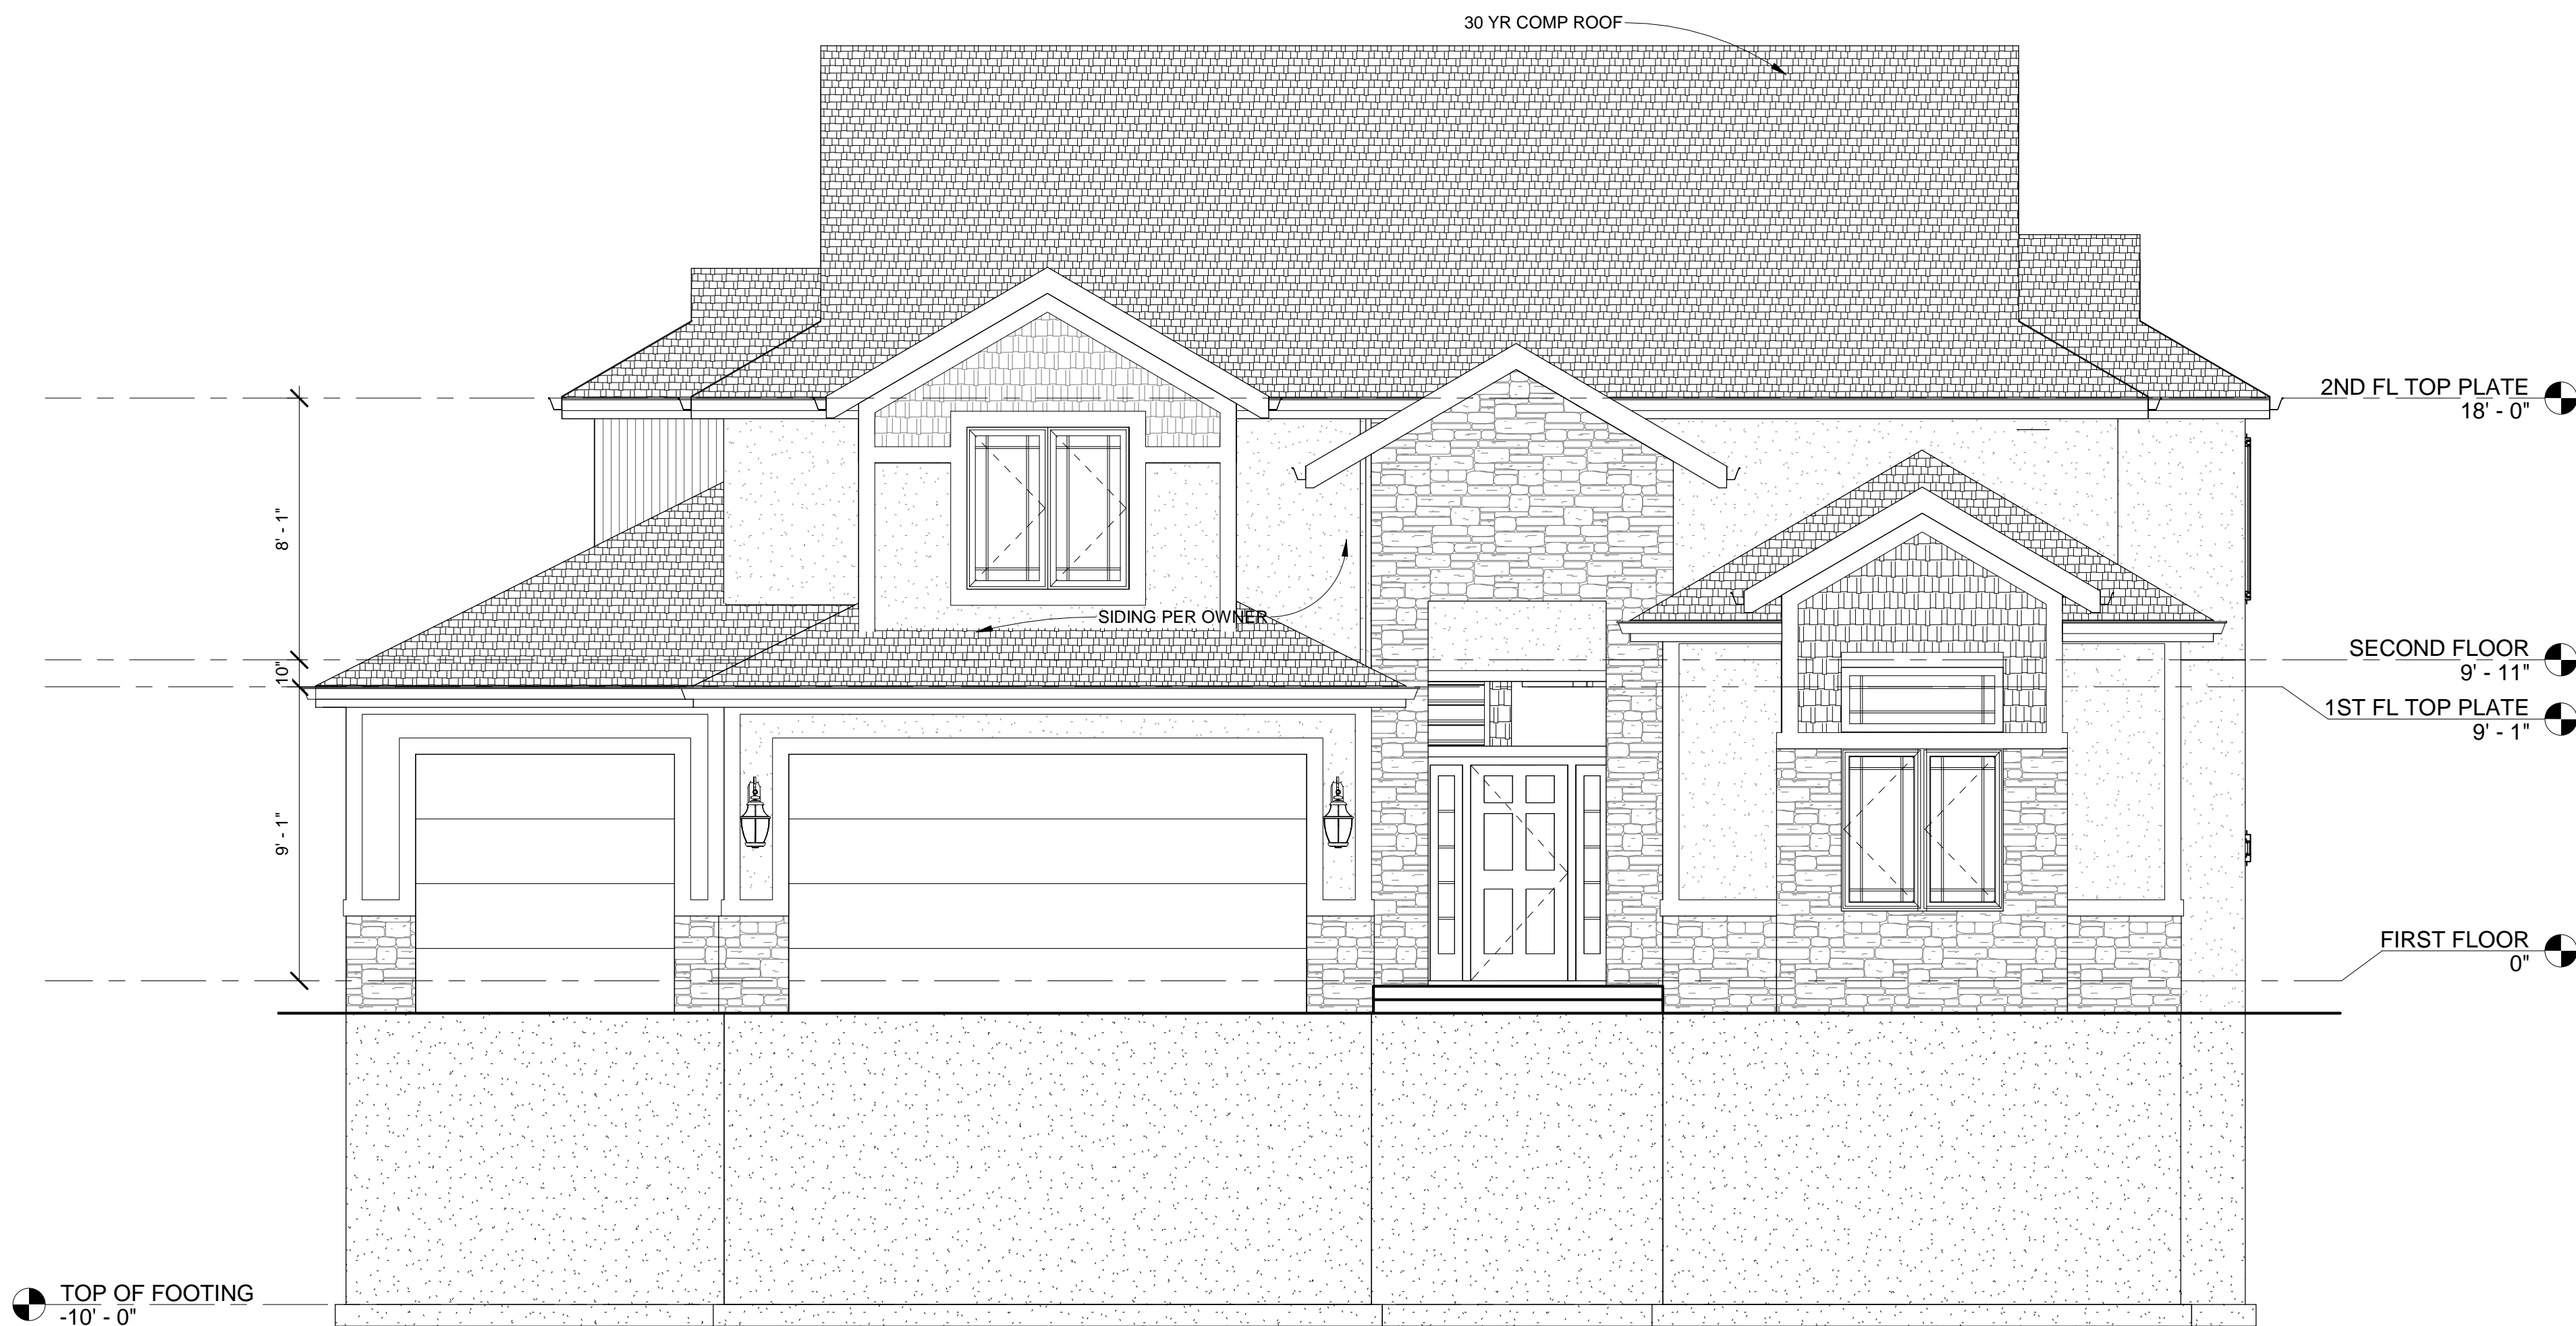 30 YR COMP ROOF
2ND FL TOP PLATE
18' - 0"
8' - 1"
SIDING PER OWNER
SECOND FLOOR
9' - 11"
10"
1ST FL TOP PLATE
9' - 1"
9' - 1"
FIRST FLOOR
0"
TOP OF FOOTING
-10' - 0"